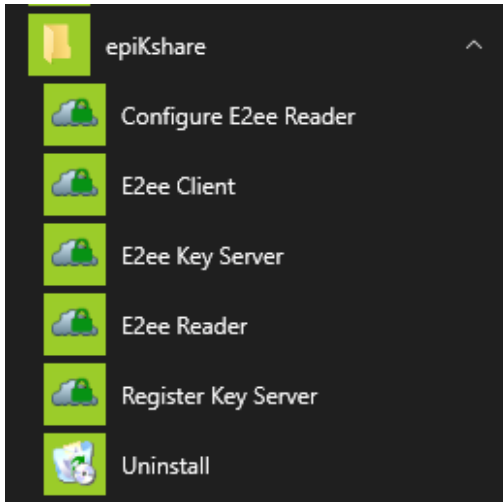 epiKshare
Configure E2ee Reader
E2ee Client
E2ee Key Server
E2ee Reader
Register Key Server
Uninstall